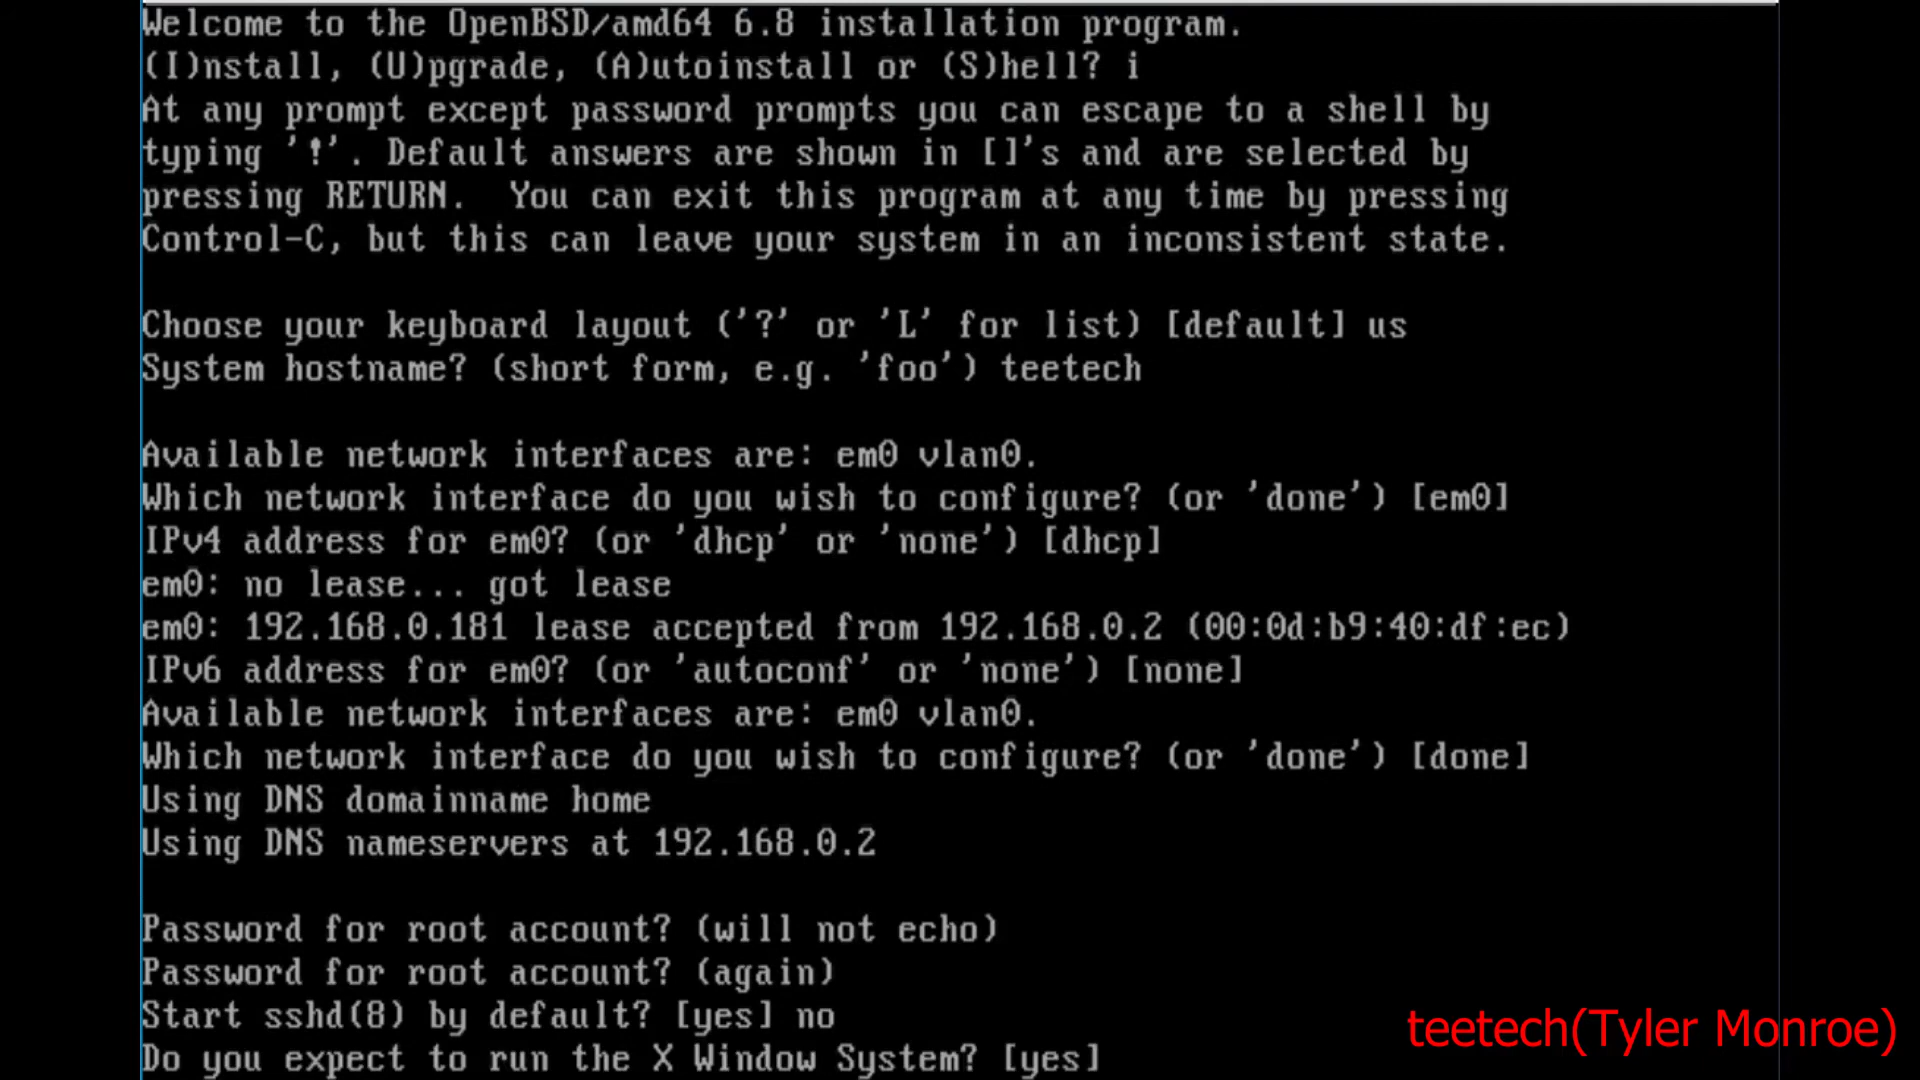 Welcome to the OpenBSD/amd64 6.8 installation program.
(I)nstall, (U)pgrade, (A)utoinstall or (S)hell? i
At any prompt except password prompts you can escape to a shell by
typing '!'. Default answers are shown in []'s and are selected by
pressing RETURN.  You can exit this program at any time by pressing
Control-C, but this can leave your system in an inconsistent state.

Choose your keyboard layout ('?' or 'L' for list) [default] us
System hostname? (short form, e.g. 'foo') teetech

Available network interfaces are: em0 vlan0.
Which network interface do you wish to configure? (or 'done') [em0]
IPv4 address for em0? (or 'dhcp' or 'none') [dhcp]
em0: no lease... got lease
em0: 192.168.0.181 lease accepted from 192.168.0.2 (00:0d:b9:40:df:ec)
IPv6 address for em0? (or 'autoconf' or 'none') [none]
Available network interfaces are: em0 vlan0.
Which network interface do you wish to configure? (or 'done') [done]
Using DNS domainname home
Using DNS nameservers at 192.168.0.2

Password for root account? (will not echo)
Password for root account? (again)
Start sshd(8) by default? [yes] no
Do you expect to run the X Window System? [yes]
teetech(Tyler Monroe)